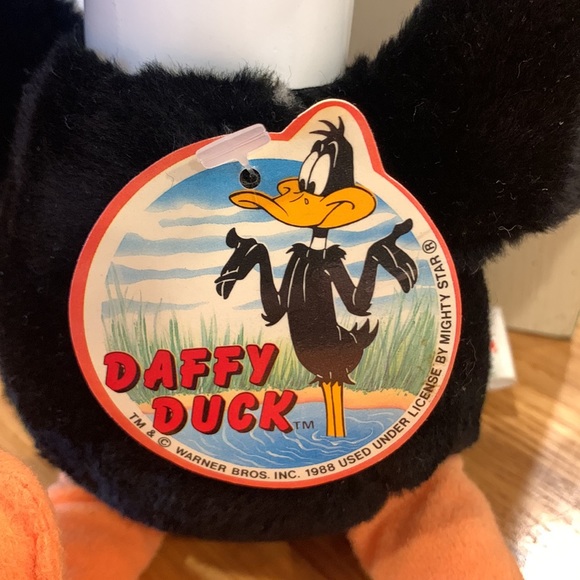 DAFFY
DUCK™
TM & © WARNER BROS. INC. 1988 USED UNDER LICENSE BY MIGHTY STAR®